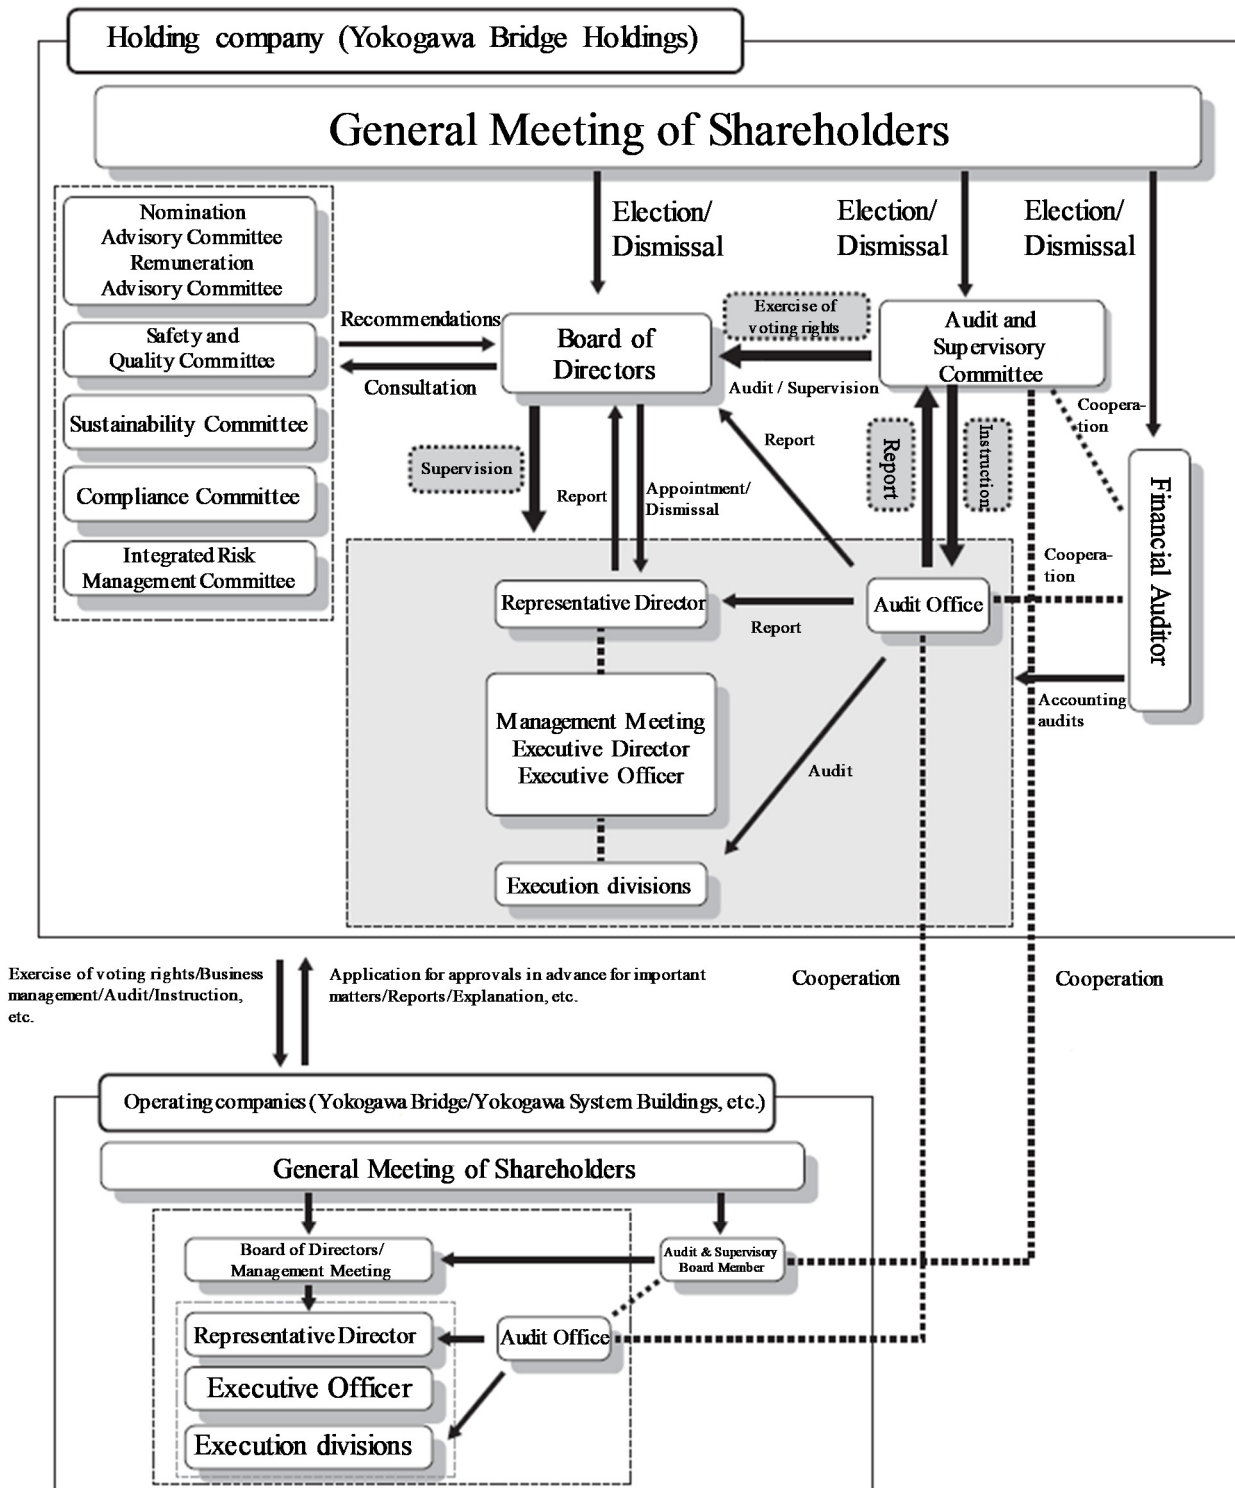 Holding company (Yokogawa Bridge Holdings)
General Meeting of Shareholders
Nomination
Advisory Committee
Remuneration
Advisory Committee
Safety and
Quality Committee
Sustainability Committee
Compliance Committee
Integrated Risk
Management Committee
Election/
Dismissal
Election/
Dismissal
Election/
Dismissal
Recommendations
Consultation
Board of
Directors
Exercise of
voting rights
Audit / Supervision
Audit and
Supervisory
Committee
Coopera-
tion
Supervision
Report
Appointment/
Dismissal
Report
Report
Instruction
Financial Auditor
Coopera-
tion
Representative Director
Report
Audit Office
Accounting
audits
Management Meeting
Executive Director
Executive Officer
Audit
Execution divisions
Exercise of voting rights/Business
management/Audit/Instruction,
etc.
Application for approvals in advance for important
matters/Reports/Explanation, etc.
Cooperation
Cooperation
Operating companies (Yokogawa Bridge/Yokogawa System Buildings, etc.)
General Meeting of Shareholders
Board of Directors/
Management Meeting
Audit & Supervisory
Board Member
Representative Director
Audit Office
Executive Officer
Execution divisions